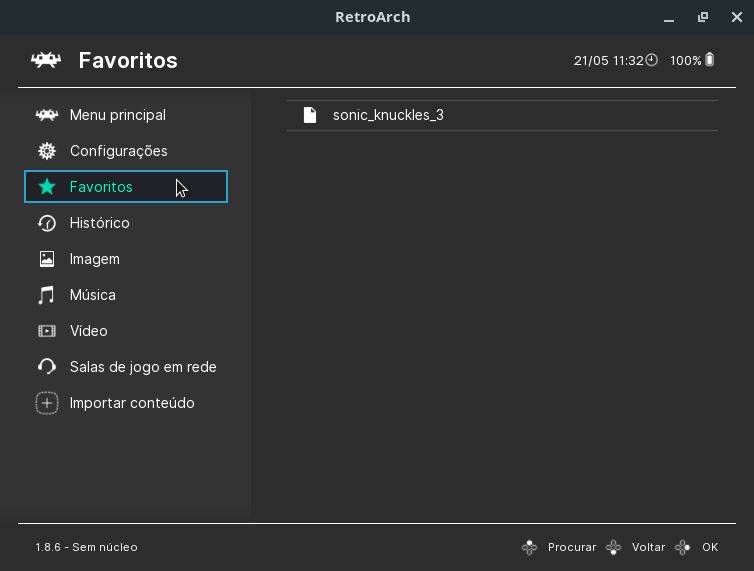 RetroArch
Favoritos
21/05 11:32 100%
Menu principal
Configurações
Favoritos
Histórico
Imagem
Música
Vídeo
Salas de jogo em rede
Importar conteúdo
sonic_knuckles_3
1.8.6 - Sem núcleo
Procurar Voltar OK